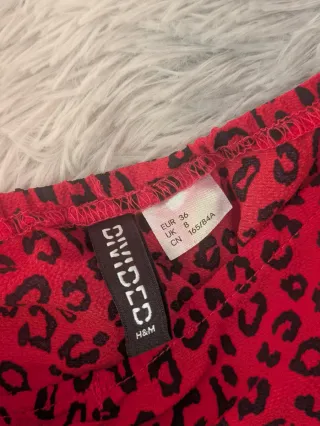 DIVIDED
H&M
EUR 36
UK 8
CN 165/84A